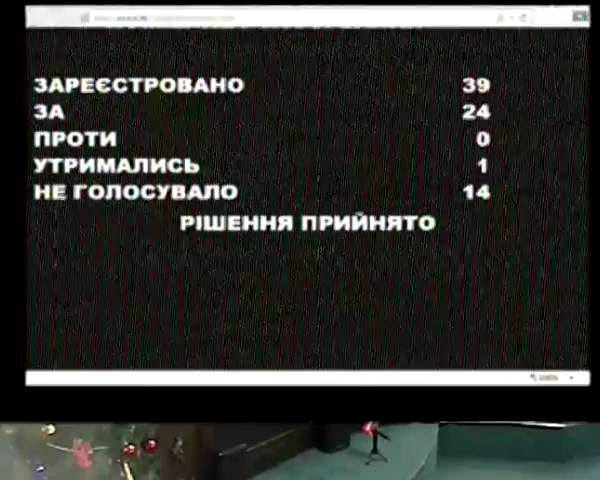 ЗАРЕЄСТРОВАНО 39
ЗА 24
ПРОТИ 0
УТРИМАЛИСЬ 1
НЕ ГОЛОСУВАЛО 14
РІШЕННЯ ПРИЙНЯТО